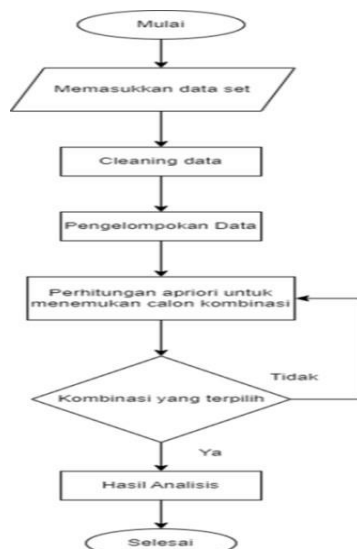 Mulai
Memasukkan data set
Cleaning data
Pengelompokan Data
Perhitungan apriori untuk
menemukan calon kombinasi
Tidak
Kombinasi yang terpilih
Ya
Hasil Analisis
Selesai